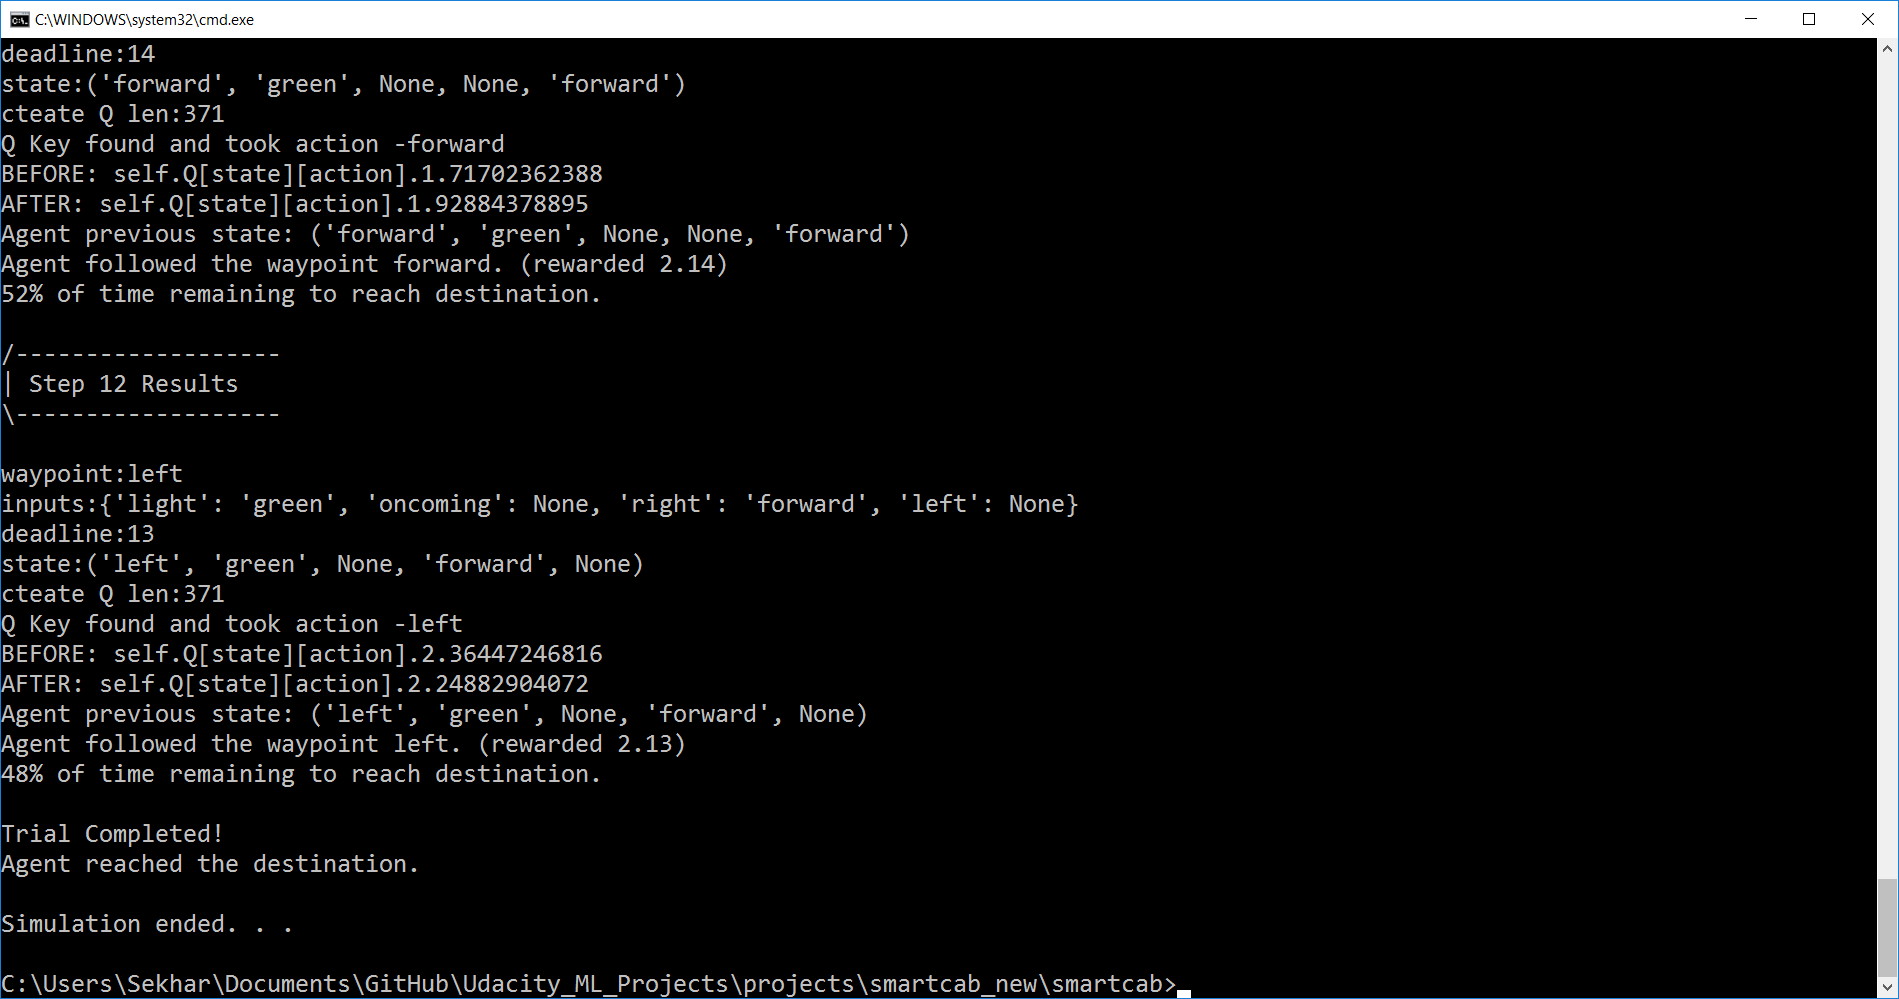 C:\WINDOWS\system32\cmd.exe
deadline:14
state:('forward', 'green', None, None, 'forward')
cteate Q len:371
Q Key found and took action -forward
BEFORE: self.Q[state][action].1.71702362388
AFTER: self.Q[state][action].1.92884378895
Agent previous state: ('forward', 'green', None, None, 'forward')
Agent followed the waypoint forward. (rewarded 2.14)
52% of time remaining to reach destination.
/-------------------
| Step 12 Results
\-------------------
waypoint:left
inputs:{'light': 'green', 'oncoming': None, 'right': 'forward', 'left': None}
deadline:13
state:('left', 'green', None, 'forward', None)
cteate Q len:371
Q Key found and took action -left
BEFORE: self.Q[state][action].2.36447246816
AFTER: self.Q[state][action].2.24882904072
Agent previous state: ('left', 'green', None, 'forward', None)
Agent followed the waypoint left. (rewarded 2.13)
48% of time remaining to reach destination.
Trial Completed!
Agent reached the destination.
Simulation ended. . .
C:\Users\Sekhar\Documents\GitHub\Udacity_ML_Projects\projects\smartcab_new\smartcab>